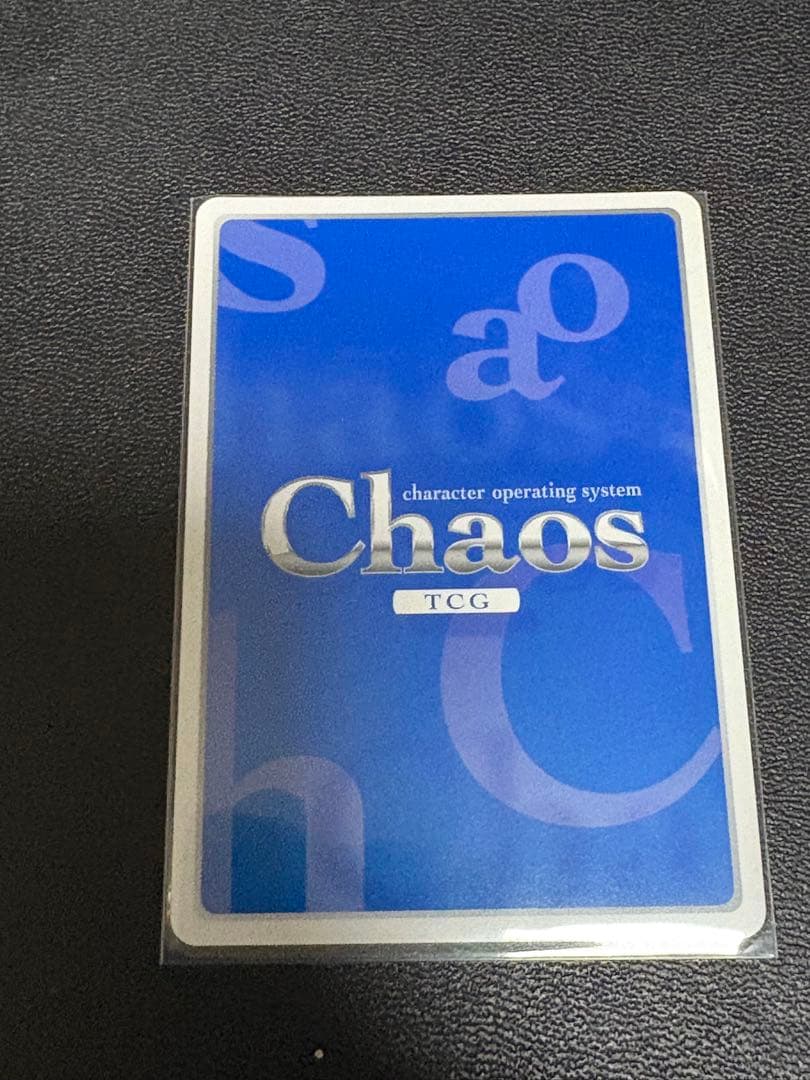 s
o
a
character operating system
Chaos
TCG
C
h